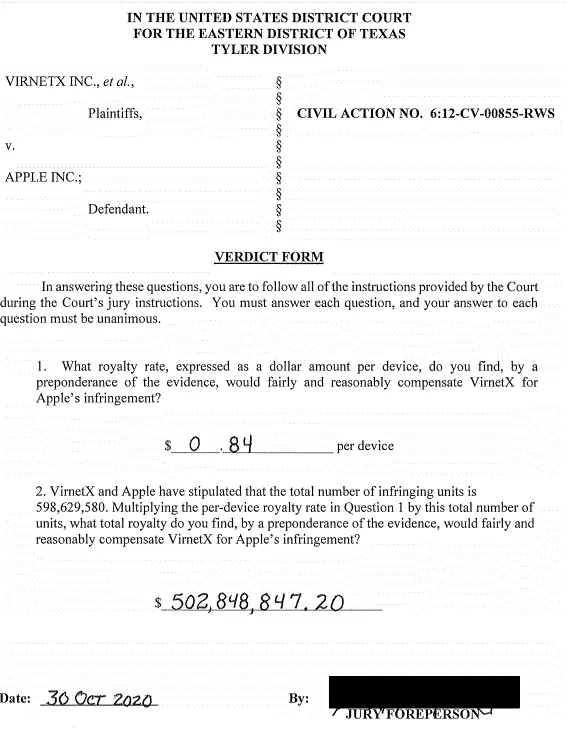 IN THE UNITED STATES DISTRICT COURT
FOR THE EASTERN DISTRICT OF TEXAS
TYLER DIVISION
VIRNETX INC., et al., §
§
Plaintiffs, § CIVIL ACTION NO. 6:12-CV-00855-RWS
§
v. §
§
APPLE INC.; §
§
Defendant. §
§
VERDICT FORM
In answering these questions, you are to follow all of the instructions provided by the Court
during the Court's jury instructions. You must answer each question, and your answer to each
question must be unanimous.
1. What royalty rate, expressed as a dollar amount per device, do you find, by a
preponderance of the evidence, would fairly and reasonably compensate VirnetX for
Apple's infringement?
$ 0 .84 per device
2. VirnetX and Apple have stipulated that the total number of infringing units is
598,629,580. Multiplying the per-device royalty rate in Question 1 by this total number of
units, what total royalty do you find, by a preponderance of the evidence, would fairly and
reasonably compensate VirnetX for Apple's infringement?
$ 502,848,847.20
Date: 30 OCT 2020 By:
JURY FOREPERSON